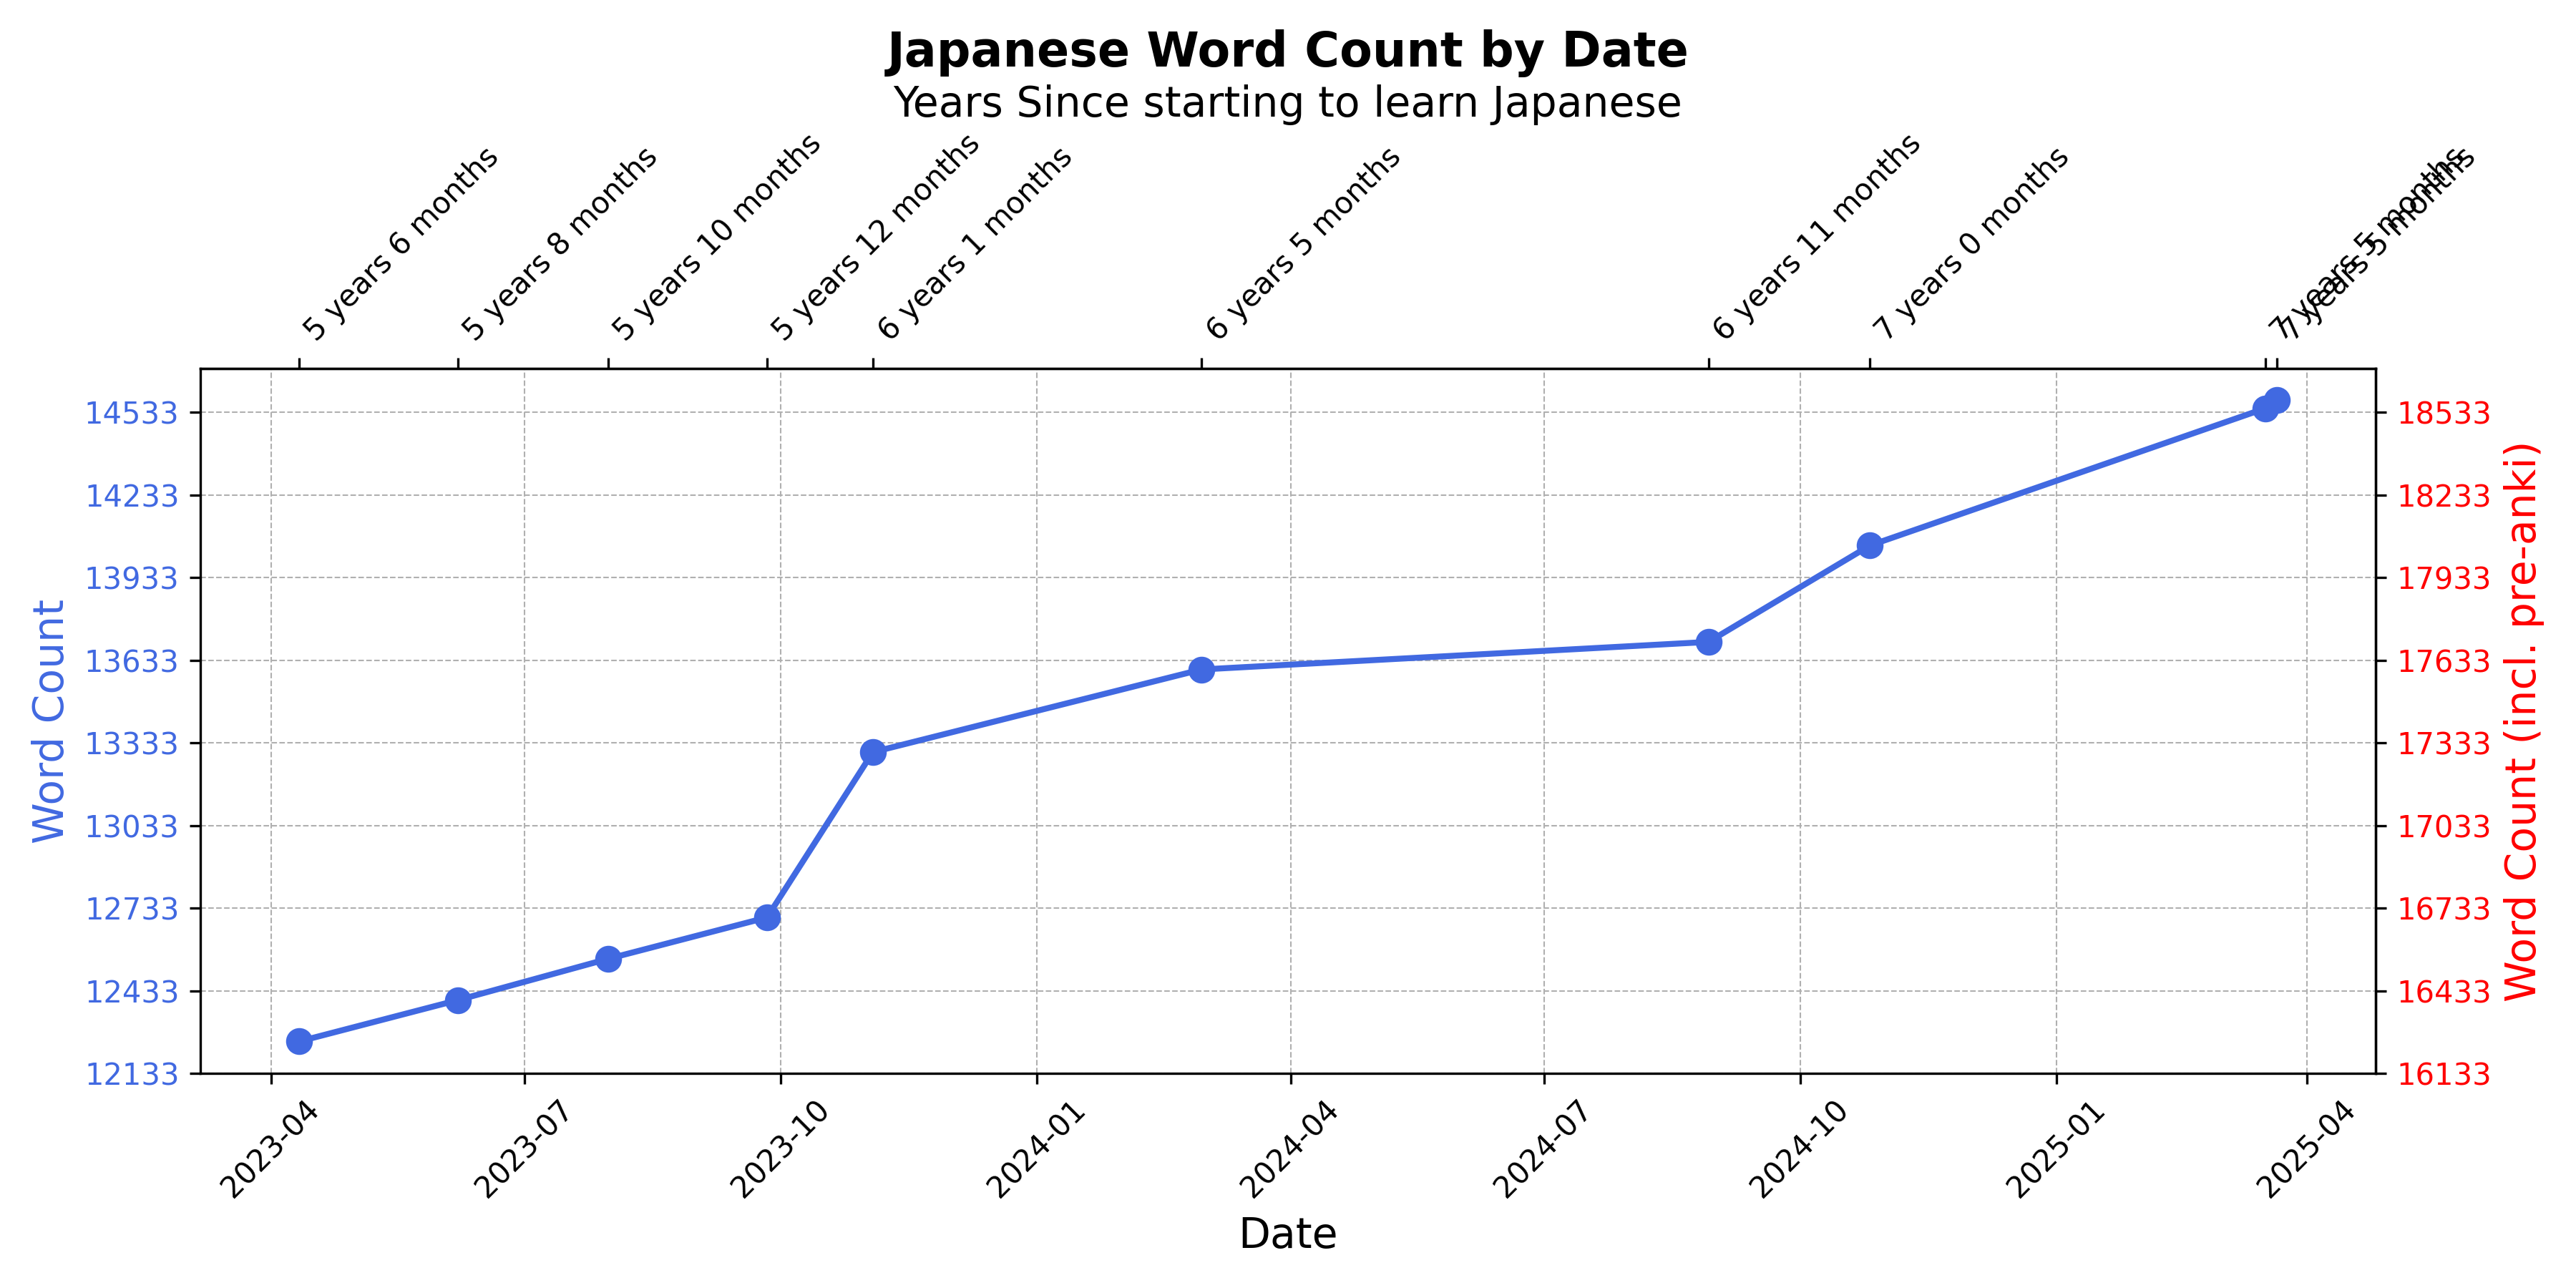 Japanese Word Count by Date
Years Since starting to learn Japanese
5 years 6 months
5 years 8 months
5 years 10 months
5 years 12 months
6 years 1 month
6 years 5 months
6 years 11 months
7 years 0 months
7 years 5 months
7 years 5 months
Word Count
14533
14233
13933
13633
13333
13033
12733
12433
12133
18533
18233
17933
17633
17333
17033
16733
16433
16133
Word Count (incl. pre-anki)
2023-04
2023-07
2023-10
2024-01
2024-04
2024-07
2024-10
2025-01
2025-04
Date